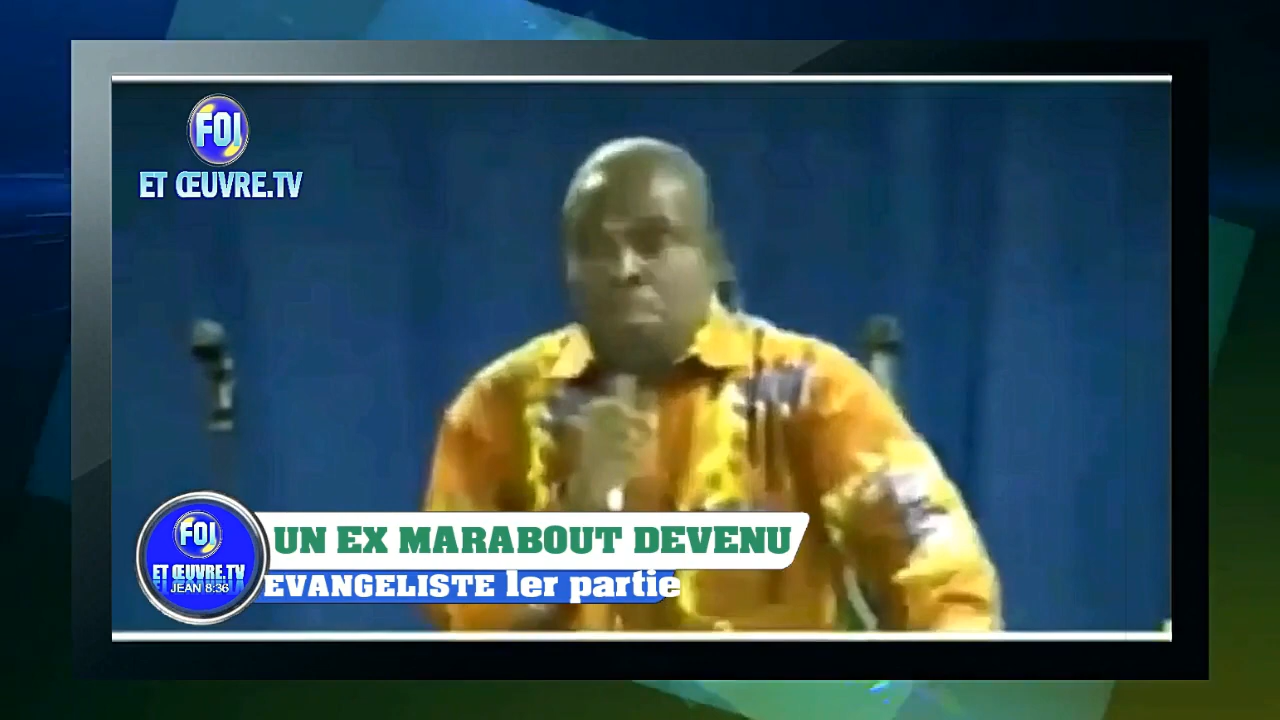 FOI
ET ŒUVRE.TV
UN EX MARABOUT DEVENU
FOI
ET ŒUVRE.TV
JEAN 8:36
EVANGELISTE 1er partie